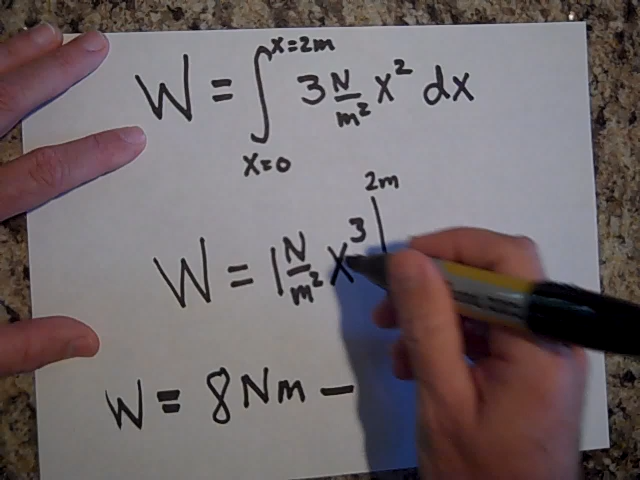 W = ∫ x=2m x=0 3 N/m² x² dx
W = 1 N/m² x³ | 2m
W = 8 Nm −